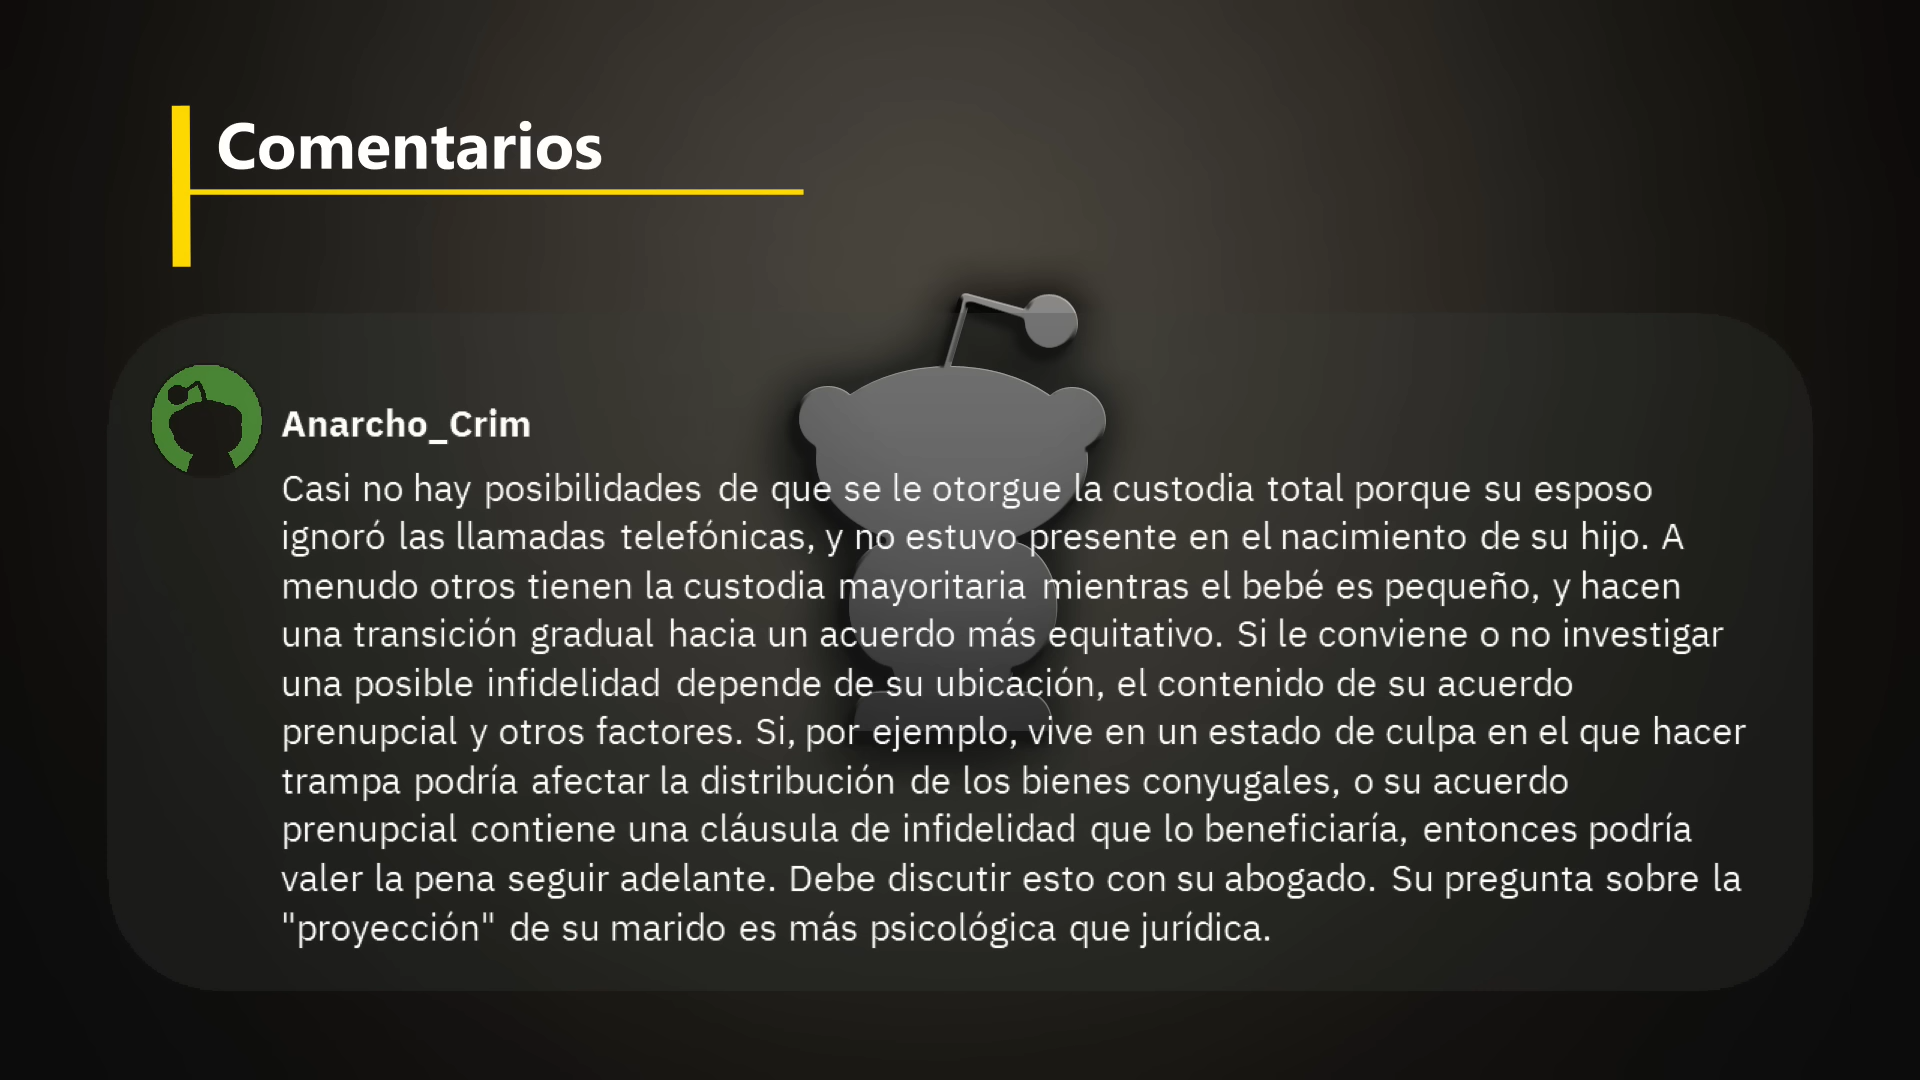 Comentarios
Anarcho_Crim
Casi no hay posibilidades de que se le otorgue la custodia total porque su esposo
ignoró las llamadas telefónicas, y no estuvo presente en el nacimiento de su hijo. A
menudo otros tienen la custodia mayoritaria mientras el bebé es pequeño, y hacen
una transición gradual hacia un acuerdo más equitativo. Si le conviene o no investigar
una posible infidelidad depende de su ubicación, el contenido de su acuerdo
prenupcial y otros factores. Si, por ejemplo, vive en un estado de culpa en el que hacer
trampa podría afectar la distribución de los bienes conyugales, o su acuerdo
prenupcial contiene una cláusula de infidelidad que lo beneficiaría, entonces podría
valer la pena seguir adelante. Debe discutir esto con su abogado. Su pregunta sobre la
"proyección" de su marido es más psicológica que jurídica.